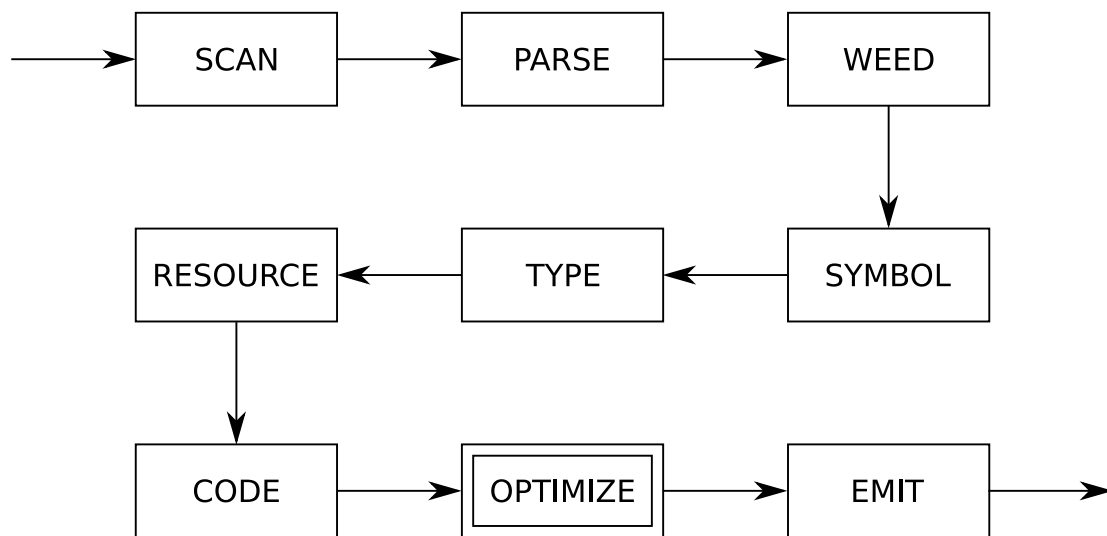 SCAN
PARSE
WEED
RESOURCE
TYPE
SYMBOL
CODE
OPTIMIZE
EMIT